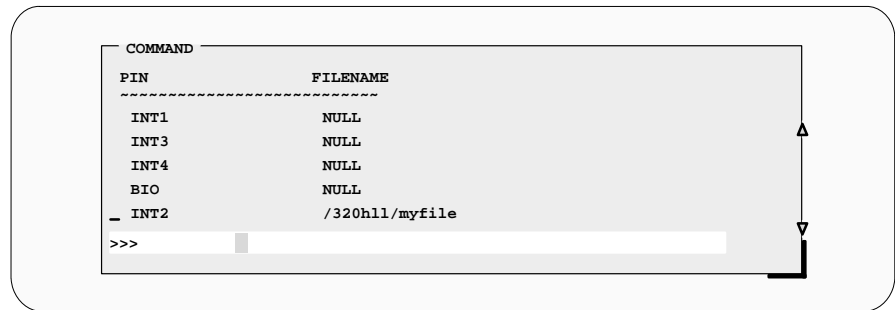 COMMAND
PIN FILENAME
~~~~~~~~~~~~~~~~~~~~~~~~~~~
INT1 NULL
INT3 NULL
INT4 NULL
BIO NULL
INT2 /320hll/myfile
>>>